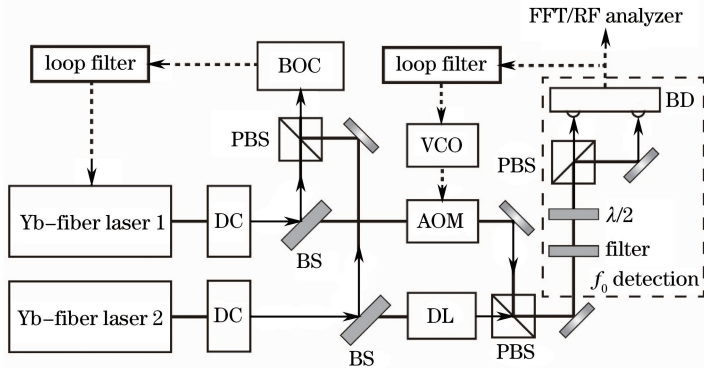 FFT/RF analyzer
loop filter
BOC
loop filter
BD
PBS
VCO
PBS
Yb-fiber laser 1
DC
AOM
λ/2
BS
filter
f₀ detection
Yb-fiber laser 2
DC
DL
BS
PBS